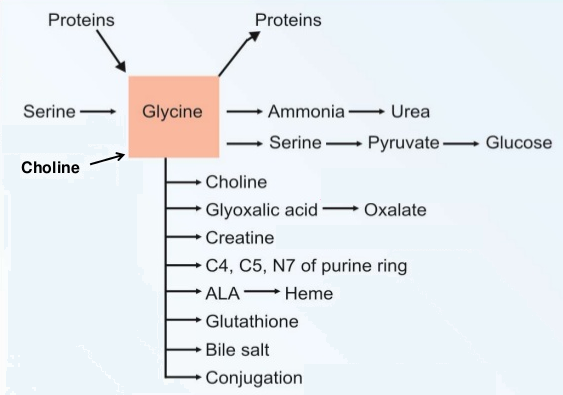 Proteins Proteins
Serine Glycine Ammonia Urea
Serine Pyruvate Glucose
Choline
Choline
Glyoxalic acid Oxalate
Creatine
C4, C5, N7 of purine ring
ALA Heme
Glutathione
Bile salt
Conjugation